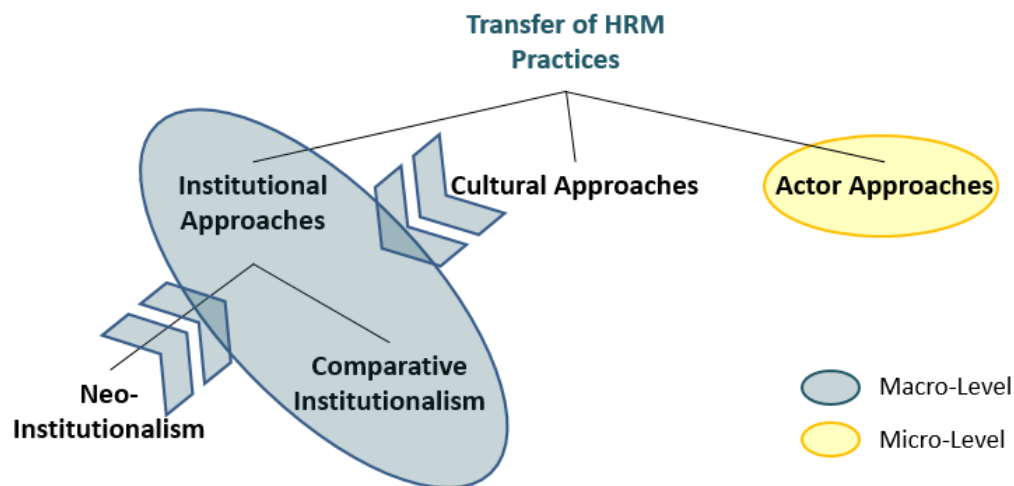 Transfer of HRM
Practices
Institutional
Approaches
Cultural Approaches
Actor Approaches
Neo-
Institutionalism
Comparative
Institutionalism
Macro-Level
Micro-Level